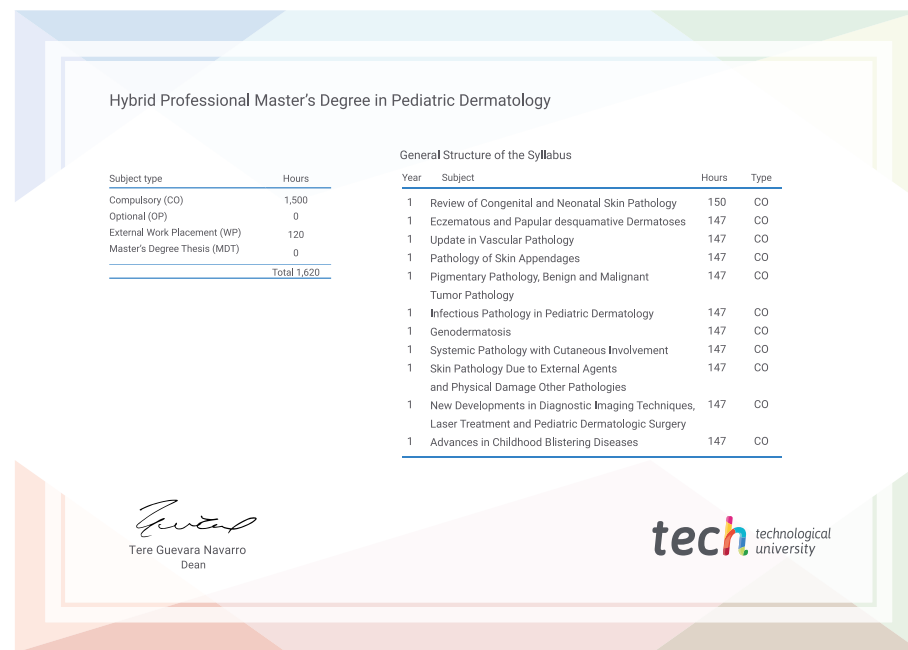 Hybrid Professional Master's Degree in Pediatric Dermatology
Subject type Hours
Compulsory (CO) 1,500
Optional (OP) 0
External Work Placement (WP) 120
Master's Degree Thesis (MDT) 0
Total 1,620
General Structure of the Syllabus
Year Subject Hours Type
1 Review of Congenital and Neonatal Skin Pathology 150 CO
1 Eczematous and Papular desquamative Dermatoses 147 CO
1 Update in Vascular Pathology 147 CO
1 Pathology of Skin Appendages 147 CO
1 Pigmentary Pathology, Benign and Malignant 147 CO
Tumor Pathology
1 Infectious Pathology in Pediatric Dermatology 147 CO
1 Genodermatosis 147 CO
1 Systemic Pathology with Cutaneous Involvement 147 CO
1 Skin Pathology Due to External Agents 147 CO
and Physical Damage Other Pathologies
1 New Developments in Diagnostic Imaging Techniques, 147 CO
Laser Treatment and Pediatric Dermatologic Surgery
1 Advances in Childhood Blistering Diseases 147 CO
Tere Guevara Navarro
Dean
tech technological
university